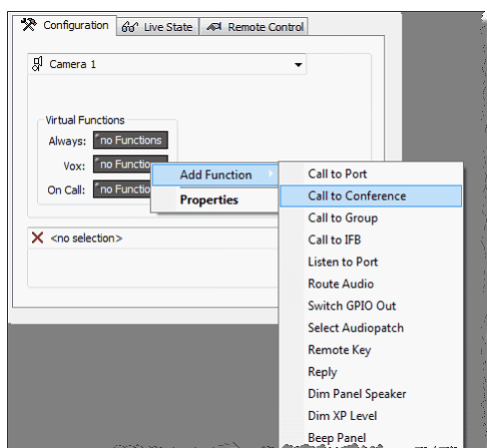 Configuration Live State Remote Control
Camera 1
Virtual Functions
Always: no Functions
Vox: no Functio
On Call: no Functio
Add Function
Properties
Call to Port
Call to Conference
Call to Group
Call to IFB
Listen to Port
Route Audio
Switch GPIO Out
Select Audiopatch
Remote Key
Reply
Dim Panel Speaker
Dim XP Level
Beep Panel
<no selection>